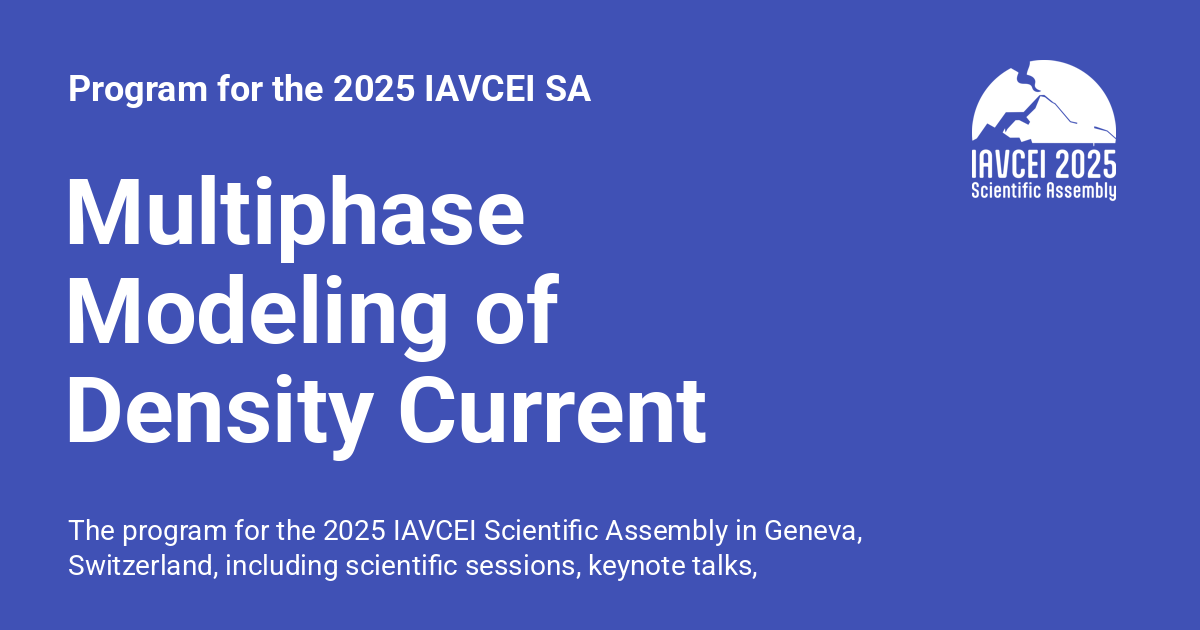 Program for the 2025 IAVCEI SA
IAVCEI 2025
Scientific Assembly
Multiphase
Modeling of
Density Current
The program for the 2025 IAVCEI Scientific Assembly in Geneva,
Switzerland, including scientific sessions, keynote talks,